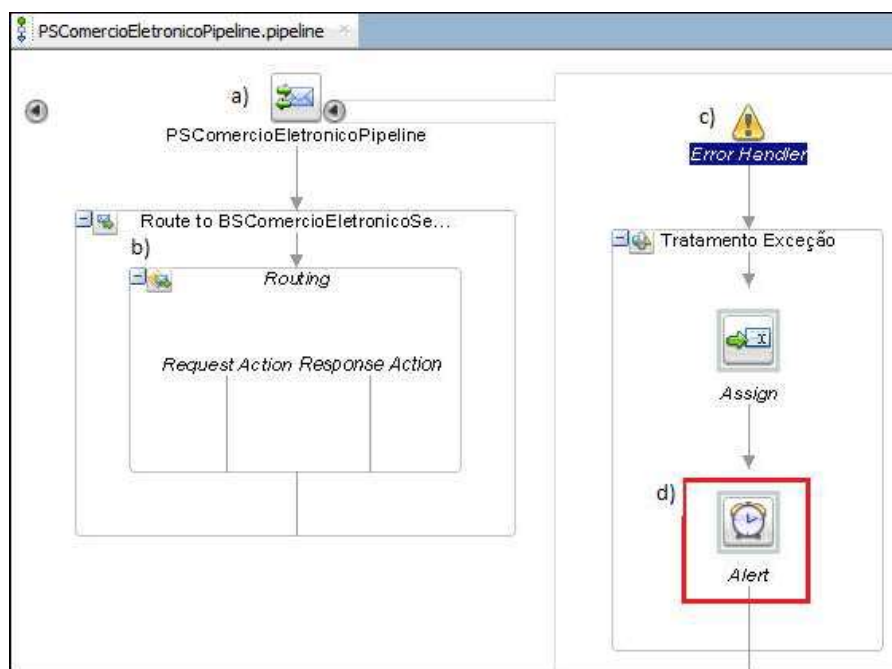 PSComercioEletronicoPipeline.pipeline
a)
PSComercioEletronicoPipeline
Route to BSComercioEletronicoSe...
b)
Routing
Request Action Response Action
c)
Error Handler
Tratamento Exceção
Assign
d)
Alert